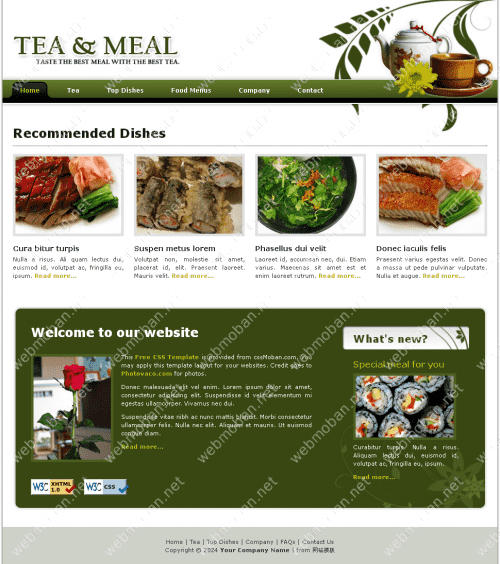 TEA & MEAL
TASTE THE BEST MEAL WITH THE BEST TEA.
Home Tea Top Dishes Food Menus Company Contact
Recommended Dishes
Cura bitur turpis
Nulla a risus. Ali quam lectus dui,
euismod id, volutpat ac, fringilla eu,
ipsum. Read more...
Suspen metus lorem
Volutpat non, molestie sit amet,
placerat id, elit. Praesent laoreet.
Mauris velit. Read more...
Phasellus dui velit
Laoreet id, accumsan nec, dui. Etiam
varius. Maecenas sit amet est et
enim laoreet rutrum. Read more...
Donec iaculis felis
Praesent varius egestas velit. Donec
a massa ut pede pulvinar vulputate.
Nulla et augue. Read more...
Welcome to our website
This Free CSS Template is provided from cssMoban.com. You
may apply this template layout for your websites. Credit goes to
Photovaco.com for photos.
Donec malesuada elit vel enim. Lorem ipsum dolor sit amet,
consectetur adipiscing elit. Suspendisse id velit elementum mi
egestas ullamcorper. Vivamus nec dui.
Suspendisse vitae nibh ac nunc mattis blandit. Morbi consectetur
ullamcorper felis. Nulla nec elit. Aliquam et mauris. Ut euismod
congue diam.
Read more...
W3C XHTML 1.0
W3C CSS
What's new?
Special meal for you
Curabitur turpis. Nulla a risus.
Aliquam lectus dui, euismod id,
volutpat ac, fringilla eu, ipsum.
Read more...
Home | Tea | Top Dishes | Company | FAQs | Contact Us
Copyright © 2024 Your Company Name | from 网站模板
webmoban.net